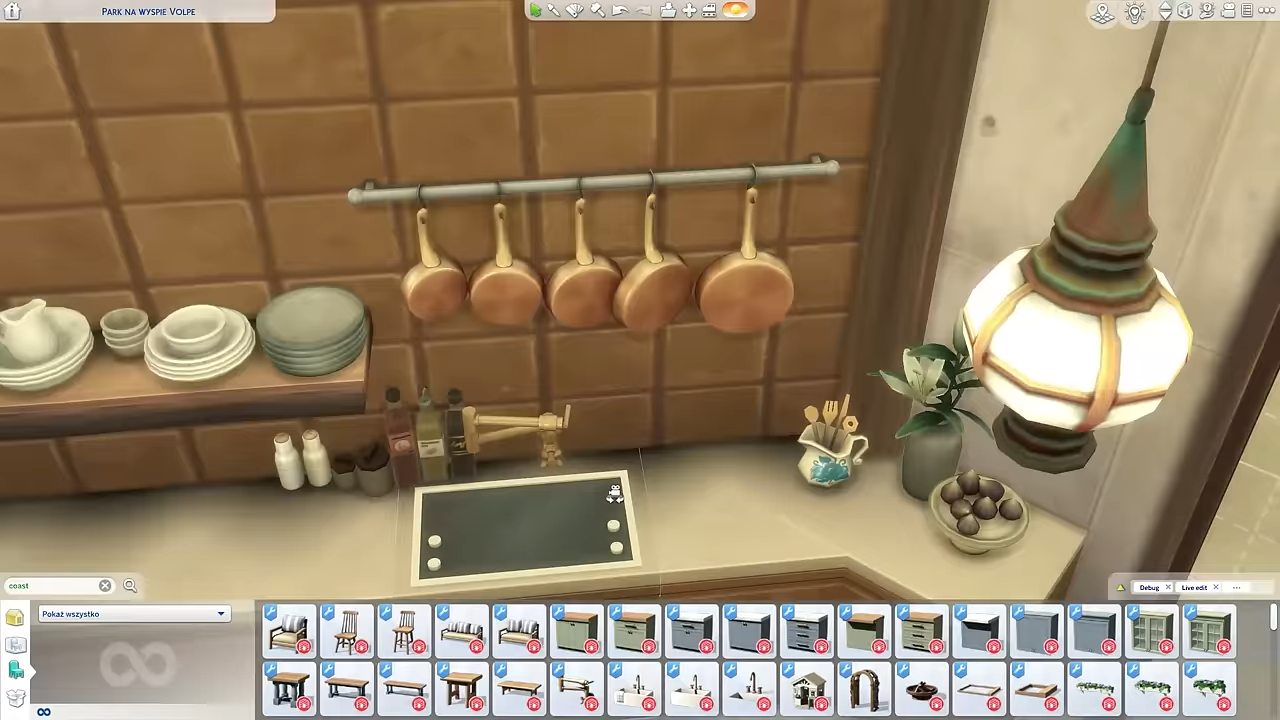 Park na wyspie Volpe
coast
Debug
Live edit
Pokaż wszystko